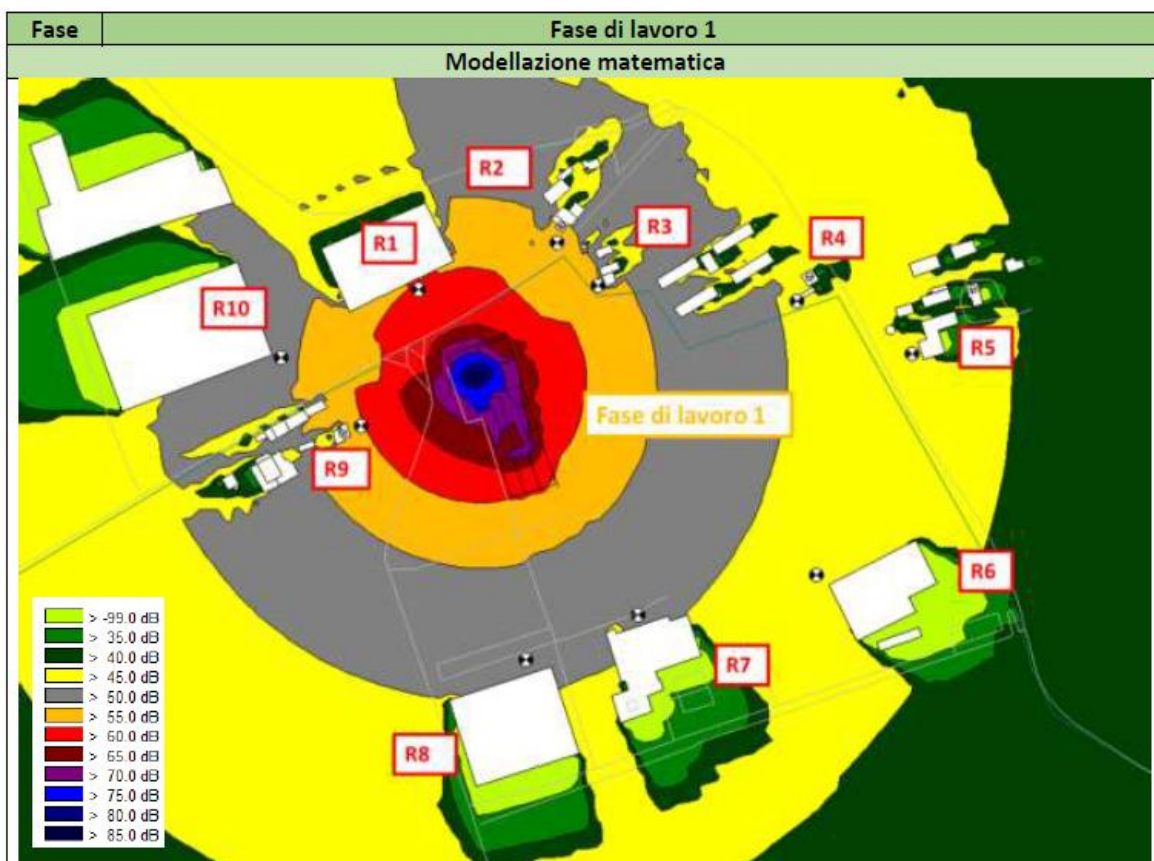 Fase
Fase di lavoro 1
Modellazione matematica
R2
R3
R1
R4
R10
R5
Fase di lavoro 1
R9
R6
R7
R8
> -99.0 dB
> 35.0 dB
> 40.0 dB
> 45.0 dB
> 50.0 dB
> 55.0 dB
> 60.0 dB
> 65.0 dB
> 70.0 dB
> 75.0 dB
> 80.0 dB
> 85.0 dB